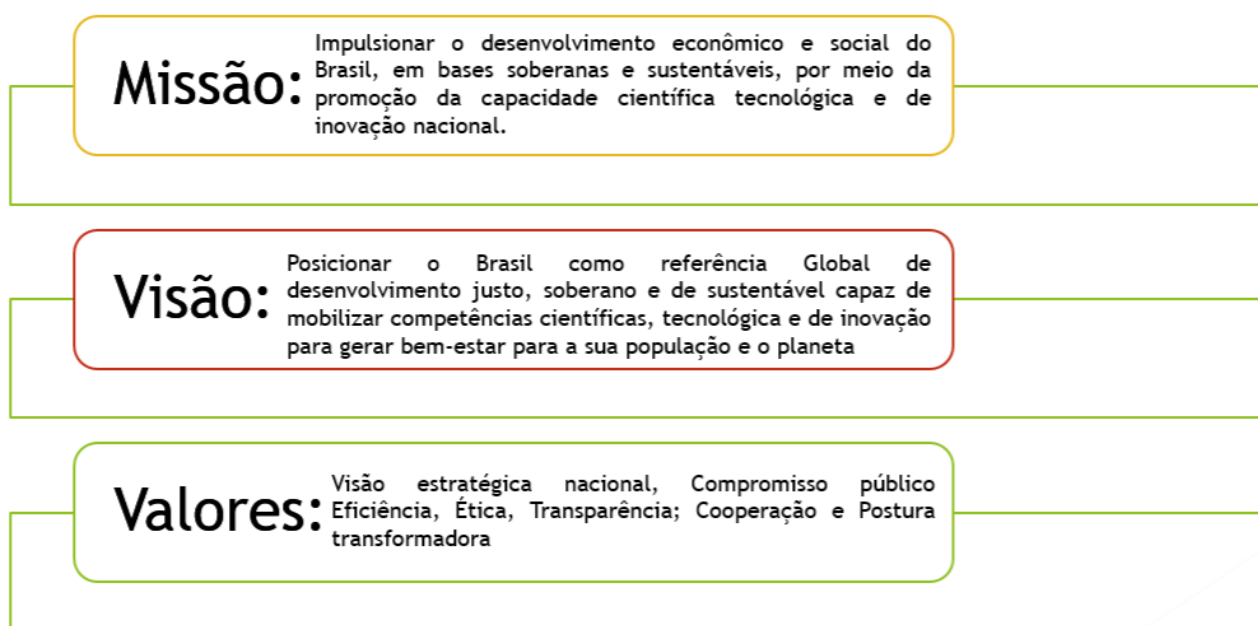 Missão:
Impulsionar o desenvolvimento econômico e social do
Brasil, em bases soberanas e sustentáveis, por meio da
promoção da capacidade científica tecnológica e de
inovação nacional.
Visão:
Posicionar o Brasil como referência Global de
desenvolvimento justo, soberano e de sustentável capaz de
mobilizar competências científicas, tecnológica e de inovação
para gerar bem-estar para a sua população e o planeta
Valores:
Visão estratégica nacional, Compromisso público
Eficiência, Ética, Transparência; Cooperação e Postura
transformadora